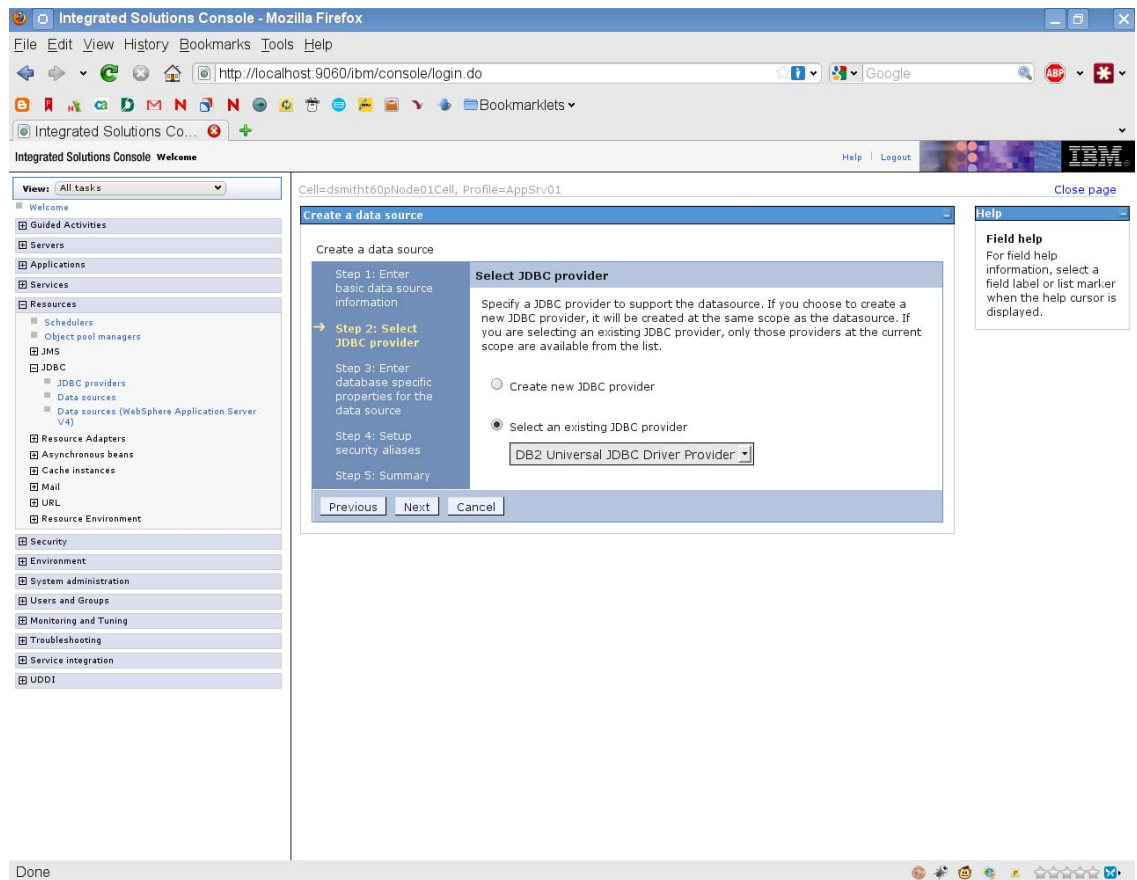 Integrated Solutions Console - Mozilla Firefox
File Edit View History Bookmarks Tools Help
http://localhost:9060/ibm/console/login.do
Google
ABP
Bookmarklets
Integrated Solutions Co...
Integrated Solutions Console Welcome
Help Logout
IBM
View: All tasks
Welcome
Guided Activities
Servers
Applications
Services
Resources
Schedulers
Object pool managers
JMS
JDBC
JDBC providers
Data sources
Data sources (WebSphere Application Server
V4)
Resource Adapters
Asynchronous beans
Cache instances
Mail
URL
Resource Environment
Security
Environment
System administration
Users and Groups
Monitoring and Tuning
Troubleshooting
Service integration
UDDI
Cell=dsmitht60pNode01Cell, Profile=AppSrv01
Close page
Create a data source
Create a data source
Step 1: Enter
basic data source
information
Step 2: Select
JDBC provider
Step 3: Enter
database specific
properties for the
data source
Step 4: Setup
security aliases
Step 5: Summary
Select JDBC provider
Specify a JDBC provider to support the datasource. If you choose to create a
new JDBC provider, it will be created at the same scope as the datasource. If
you are selecting an existing JDBC provider, only those providers at the current
scope are available from the list.
Create new JDBC provider
Select an existing JDBC provider
DB2 Universal JDBC Driver Provider
Previous Next Cancel
Help
Field help
For field help
information, select a
field label or list marker
when the help cursor is
displayed.
Done